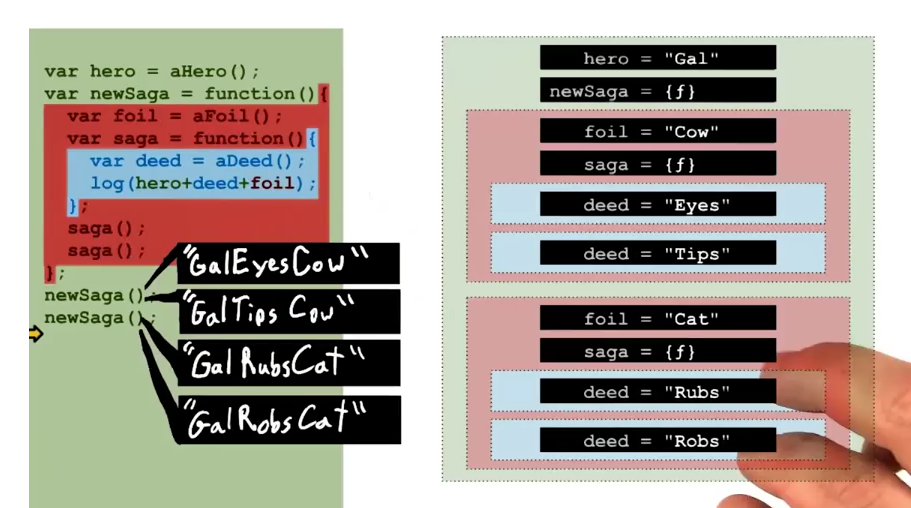 var hero = aHero();
var newSaga = function(){
var foil = aFoil();
var saga = function(){
var deed = aDeed();
log(hero+deed+foil);
};
saga();
saga();
};
newSaga();
newSaga();
"GalEyesCow"
"GalTipsCow"
"GalRubsCat"
"GalRobsCat"
hero = "Gal"
newSaga = {ƒ}
foil = "Cow"
saga = {ƒ}
deed = "Eyes"
deed = "Tips"
foil = "Cat"
saga = {ƒ}
deed = "Rubs"
deed = "Robs"